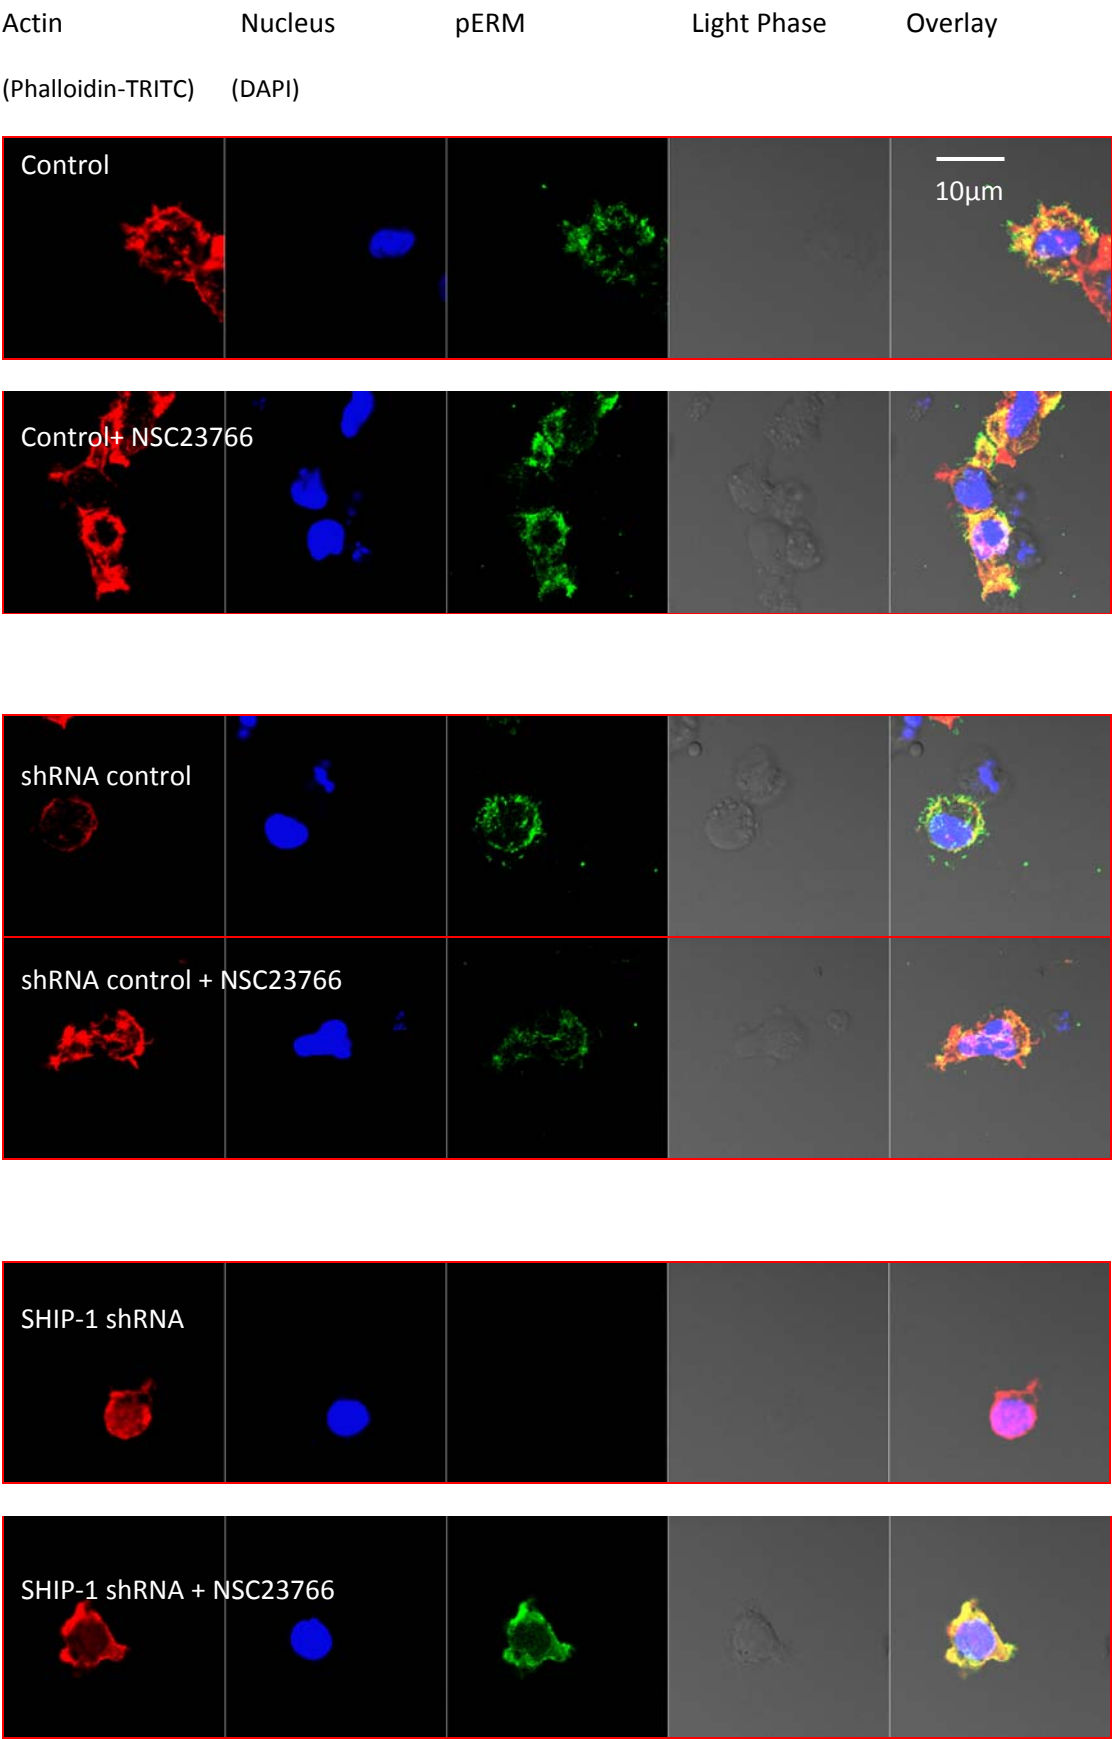 Actin Nucleus pERM Light Phase Overlay
(Phalloidin-TRITC) (DAPI)
Control
10μm
Control+ NSC23766
shRNA control
shRNA control + NSC23766
SHIP-1 shRNA
SHIP-1 shRNA + NSC23766